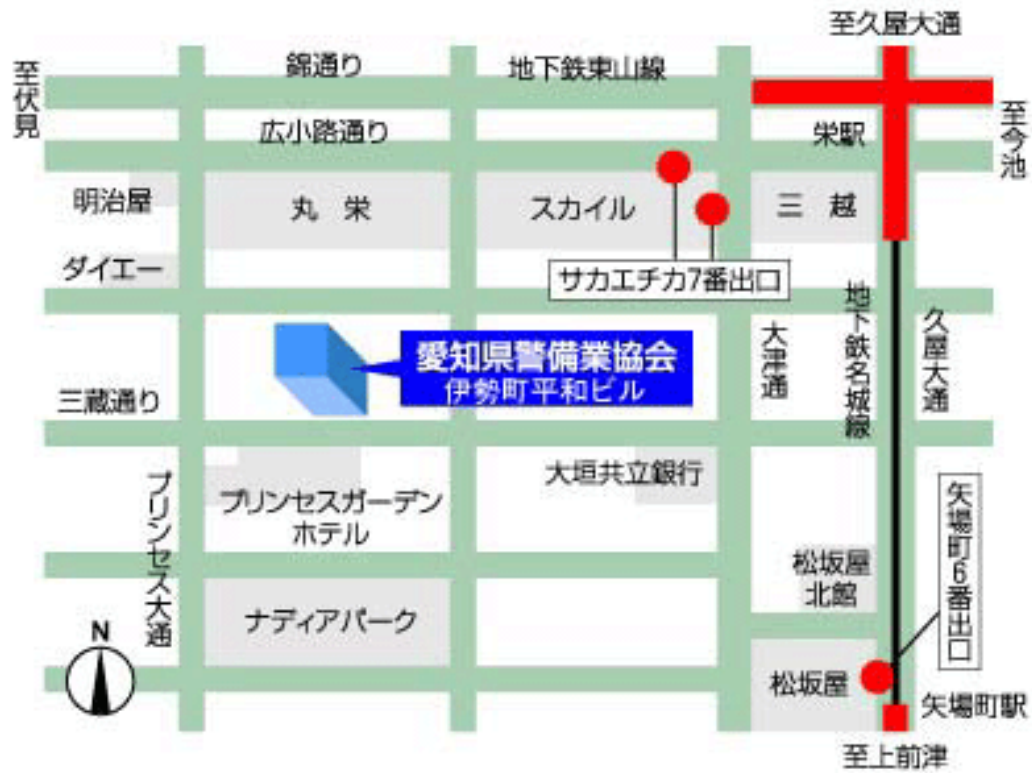 至久屋大通
錦通り
地下鉄東山線
至伏見
至今池
広小路通り
栄駅
明治屋
丸 栄
スカイル
三 越
ダイエー
サカエチカ7番出口
大津通
地下鉄名城線
久屋大通
愛知県警備業協会
伊勢町平和ビル
三蔵通り
プリンセス大通
プリンセスガーデン
ホテル
大垣共立銀行
矢場町6番出口
松坂屋
北館
ナディアパーク
N
松坂屋
矢場町駅
至上前津